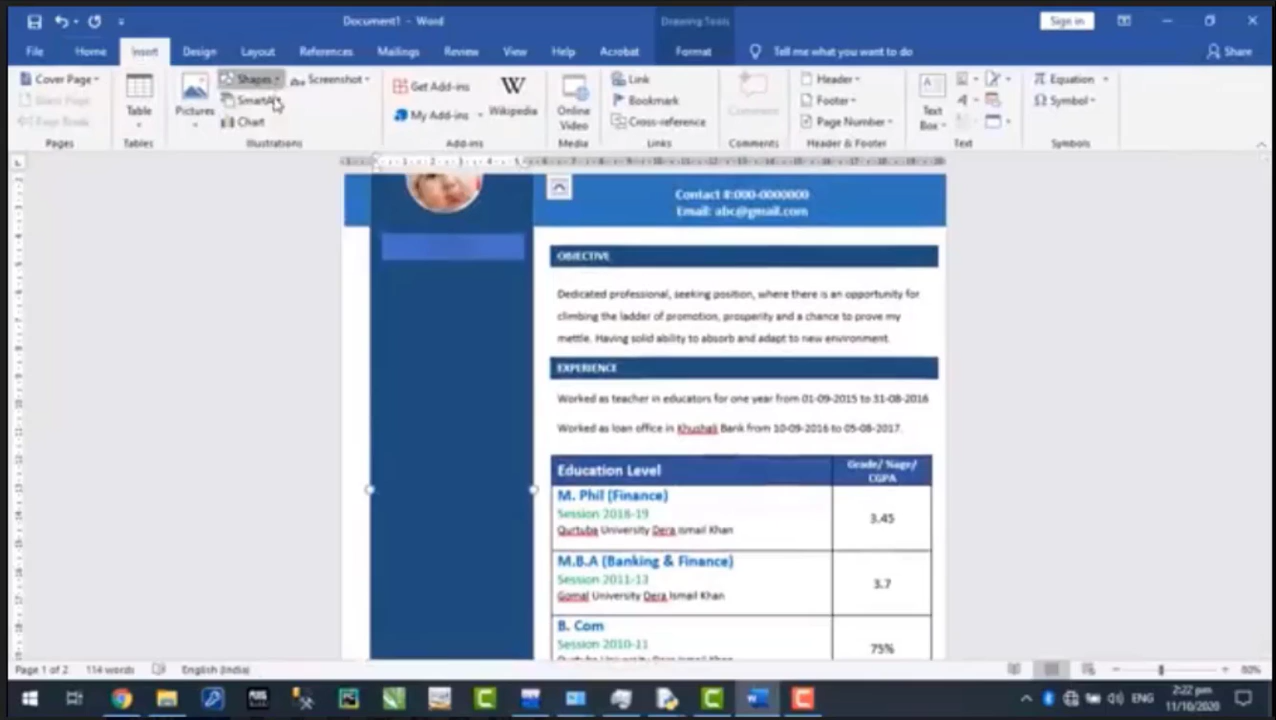 Document1 - Word
Drawing Tools
Sign in
File Home Insert Design Layout References Mailings Review View Help Acrobat Format Tell me what you want to do Share
Cover Page
Blank Page
Page Break
Pages
Table
Tables
Pictures
Shapes
SmartA
Chart
Screenshot
Illustrations
Get Add-ins
My Add-ins
W
Wikipedia
Add-ins
Online
Video
Media
Link
Bookmark
Cross-reference
Links
Comment
Comments
Header
Footer
Page Number
Header & Footer
Text
Box
Text
Equation
Symbol
Symbols
Contact #:000-0000000
Email: abc@gmail.com
OBJECTIVE
Dedicated professional, seeking position, where there is an opportunity for
climbing the ladder of promotion, prosperity and a chance to prove my
mettle. Having solid ability to absorb and adapt to new environment.
EXPERIENCE
Worked as teacher in educators for one year from 01-09-2015 to 31-08-2016
Worked as loan office in Khushali Bank from 10-09-2016 to 05-08-2017.
Education Level
Grade/ %age/
CGPA
M. Phil (Finance)
Session 2018-19
Qurtuba University Dera Ismail Khan
3.45
M.B.A (Banking & Finance)
Session 2011-13
Gomal University Dera Ismail Khan
3.7
B. Com
Session 2010-11
75%
Page 1 of 2 114 words English (India) 80%
ENG
2:22 pm
11/10/2020